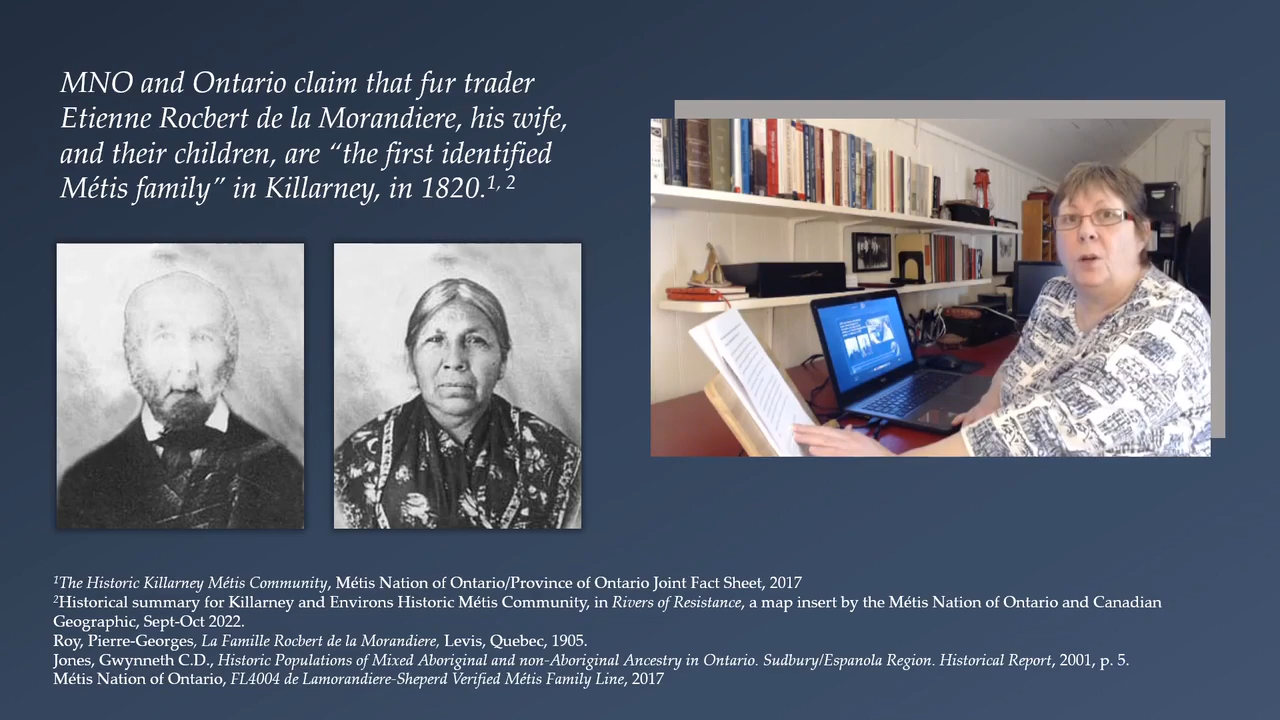 MNO and Ontario claim that fur trader
Etienne Rocbert de la Morandiere, his wife,
and their children, are “the first identified
Métis family” in Killarney, in 1820.1, 2
1The Historic Killarney Métis Community, Métis Nation of Ontario/Province of Ontario Joint Fact Sheet, 2017
2Historical summary for Killarney and Environs Historic Métis Community, in Rivers of Resistance, a map insert by the Métis Nation of Ontario and Canadian
Geographic, Sept-Oct 2022.
Roy, Pierre-Georges, La Famille Rocbert de la Morandiere, Levis, Quebec, 1905.
Jones, Gwynneth C.D., Historic Populations of Mixed Aboriginal and non-Aboriginal Ancestry in Ontario. Sudbury/Espanola Region. Historical Report, 2001, p. 5.
Métis Nation of Ontario, FL4004 de Lamorandiere-Sheperd Verified Métis Family Line, 2017